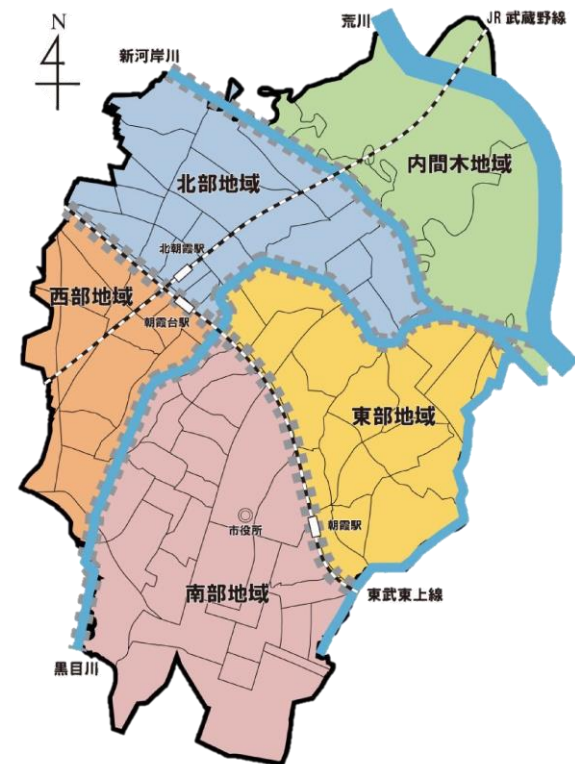 N
荒川
JR 武蔵野線
新河岸川
内間木地域
北部地域
北朝霞駅
西部地域
朝霞台駅
東部地域
市役所
朝霞駅
南部地域
東武東上線
黒目川